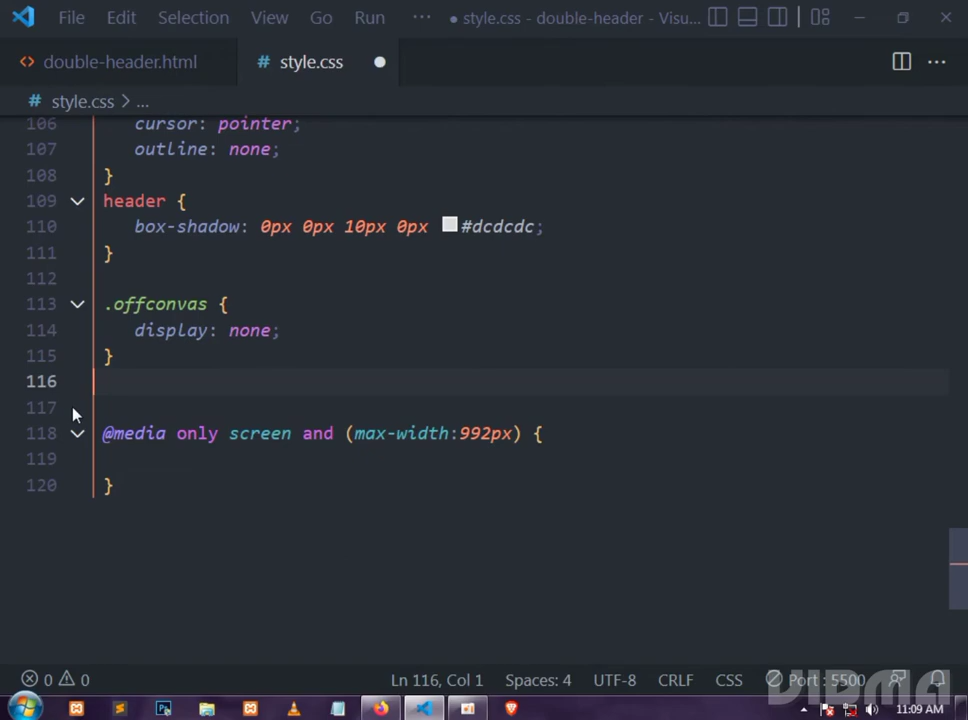 File Edit Selection View Go Run ··· ● style.css - double-header - Visu...
<> double-header.html # style.css ●
# style.css > ...
106 cursor: pointer;
107 outline: none;
108 }
109 header {
110 box-shadow: 0px 0px 10px 0px #dcdcdc;
111 }
112
113 .offconvas {
114 display: none;
115 }
116
117
118 @media only screen and (max-width:992px) {
119
120 }
0 0 Ln 116, Col 1 Spaces: 4 UTF-8 CRLF CSS Port : 5500
11:09 AM